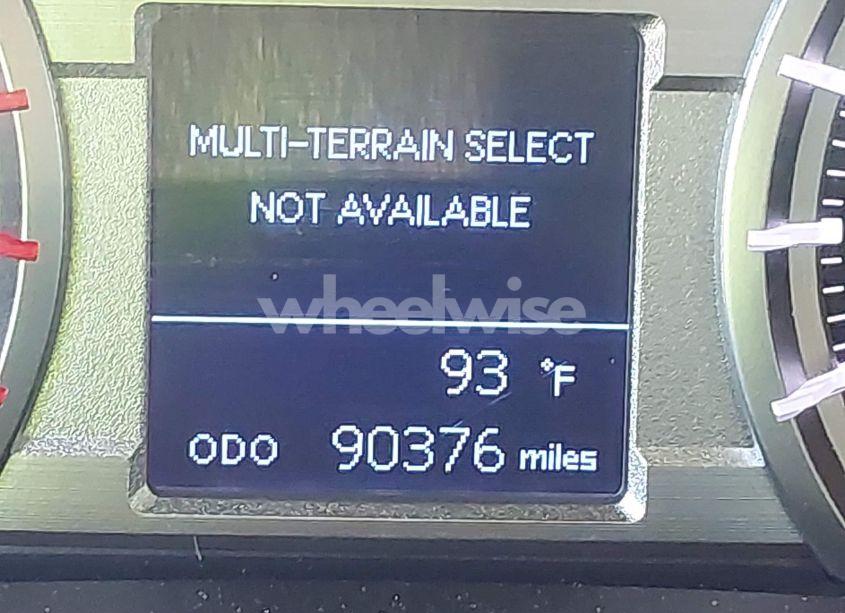 MULTI-TERRAIN SELECT
NOT AVAILABLE
wheelwise
93 °F
ODO 90376 miles